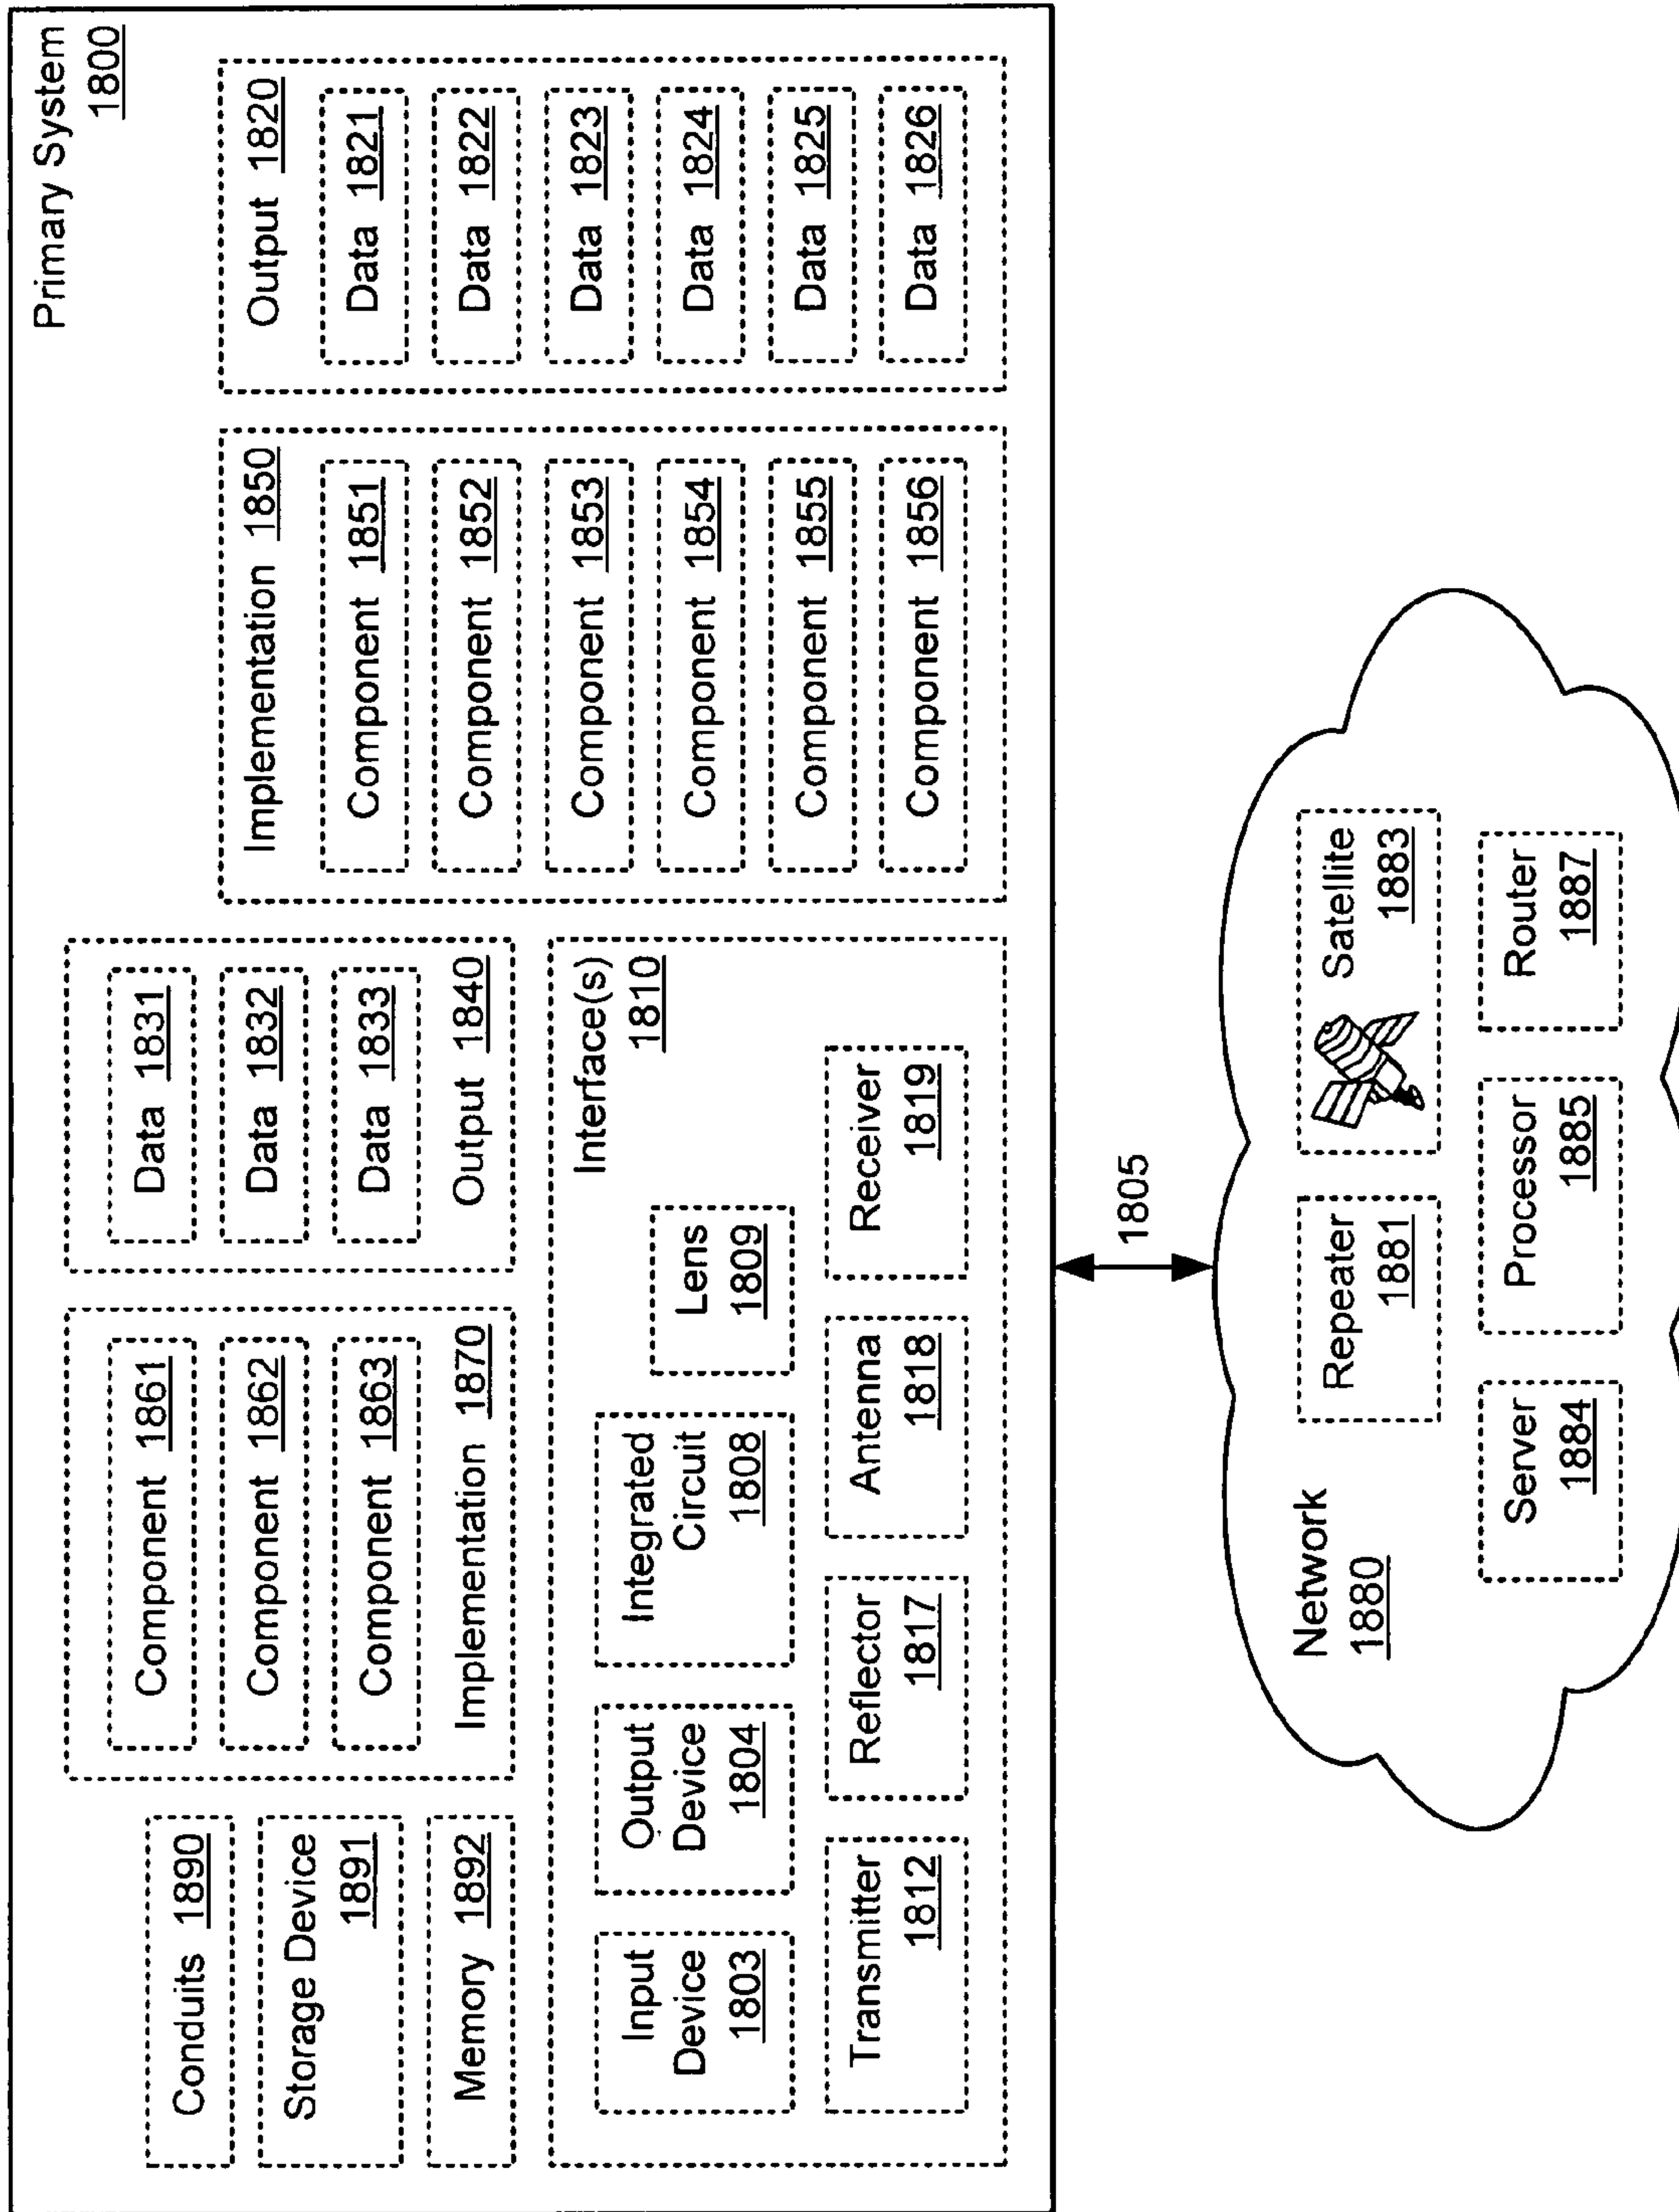 Primary System
1800
Conduits 1890
Storage Device
1891
Memory 1892
Component 1861
Component 1862
Component 1863
Implementation 1870
Data 1831
Data 1832
Data 1833
Output 1840
Implementation 1850
Component 1851
Component 1852
Component 1853
Component 1854
Component 1855
Component 1856
Output 1820
Data 1821
Data 1822
Data 1823
Data 1824
Data 1825
Data 1826
Interface(s)
1810
Input
Device
1803
Output
Device
1804
Integrated
Circuit
1808
Lens
1809
Transmitter
1812
Reflector
1817
Antenna
1818
Receiver
1819
1805
Network
1880
Repeater
1881
Satellite
1883
Server
1884
Processor
1885
Router
1887